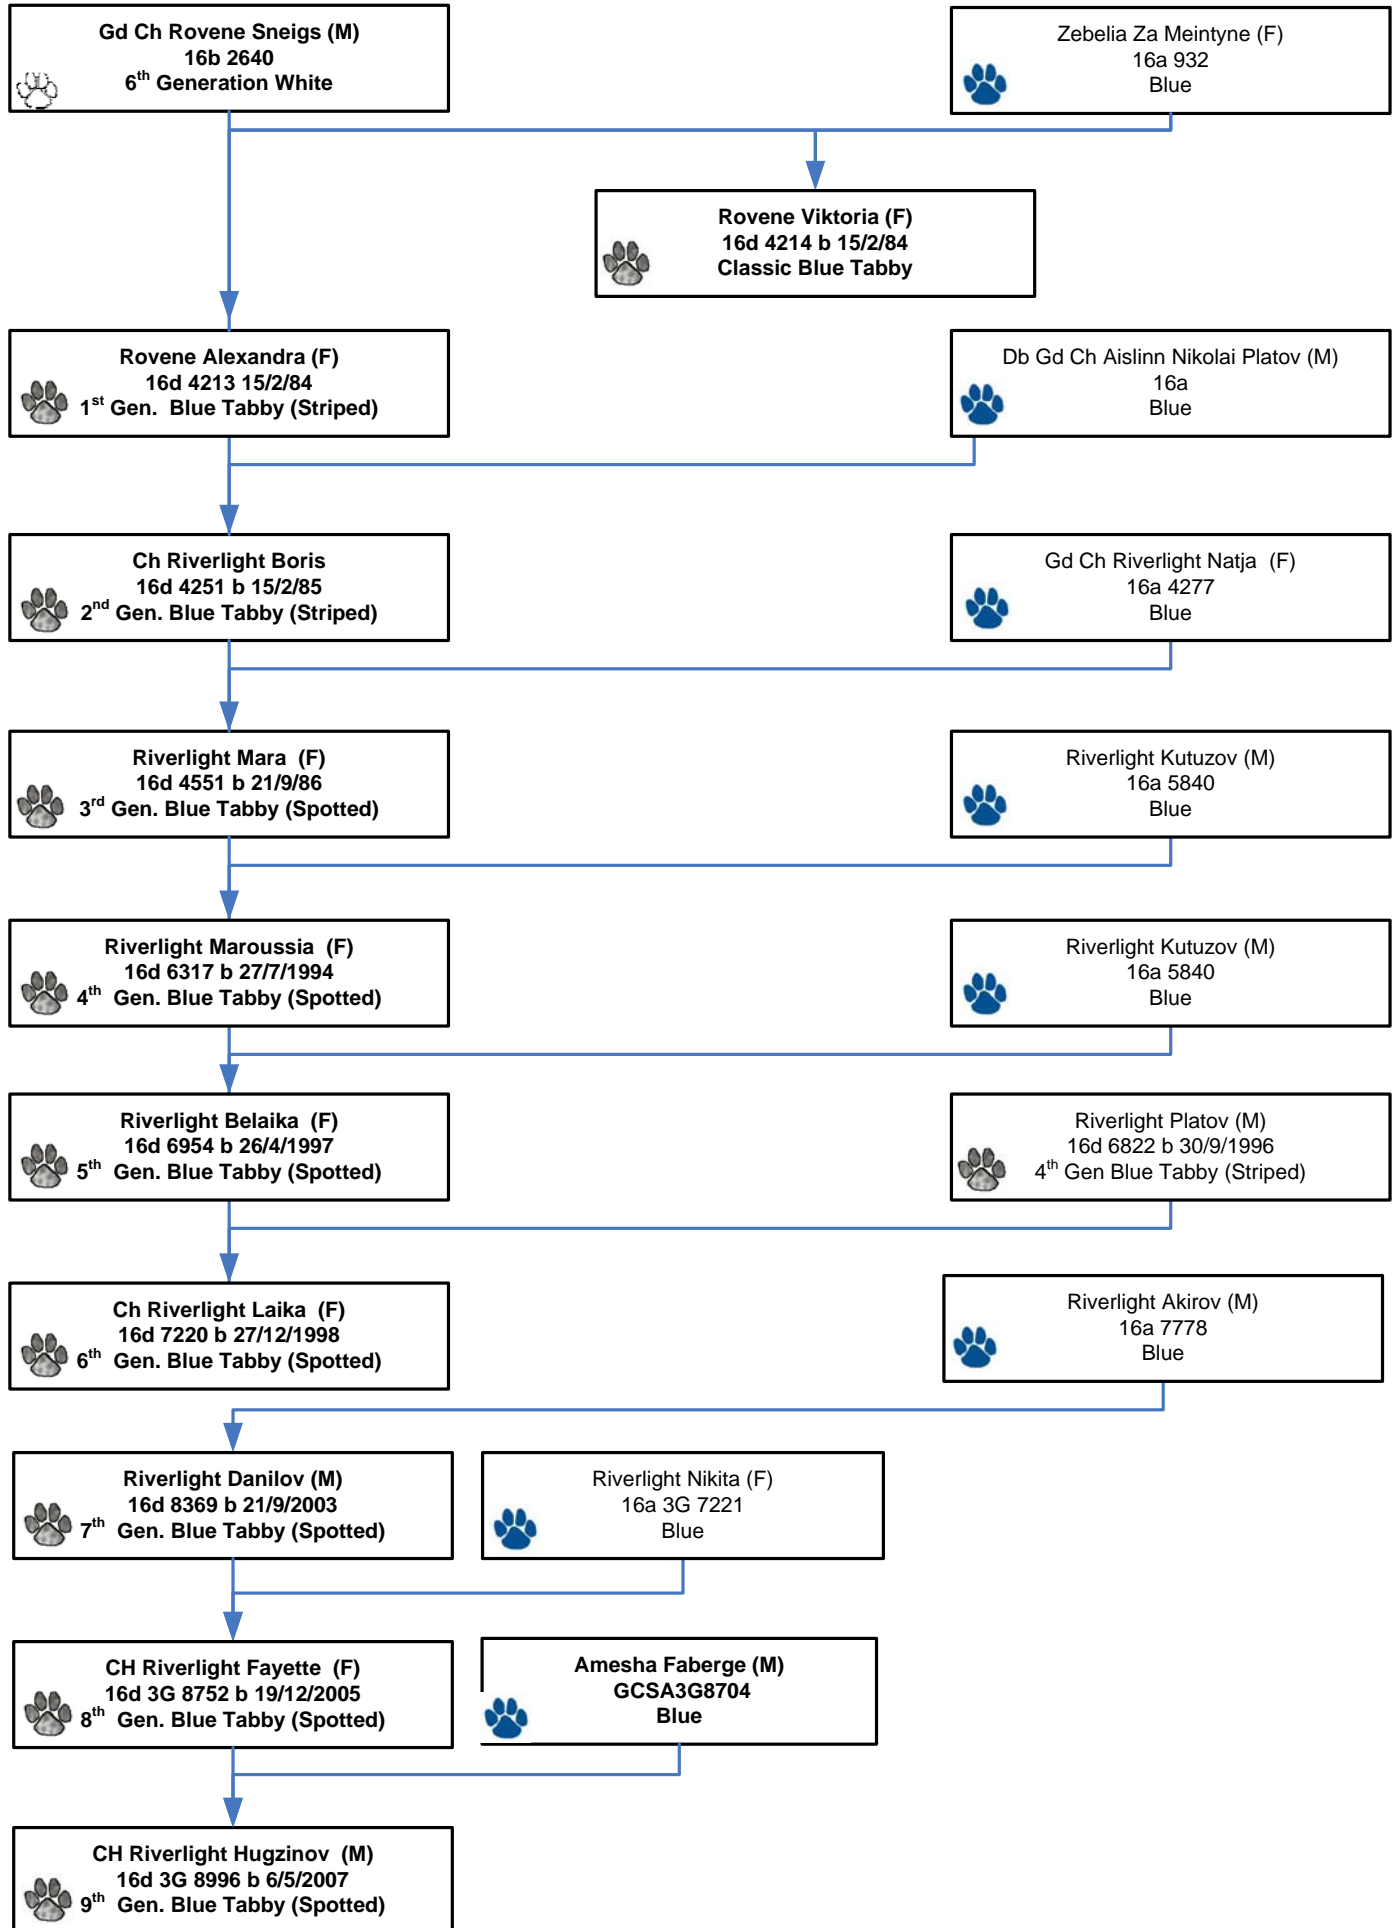 Gd Ch Rovene Sneigs (M)
16b 2640
6th Generation White
Zebelia Za Meintyne (F)
16a 932
Blue
Rovene Viktoria (F)
16d 4214 b 15/2/84
Classic Blue Tabby
Rovene Alexandra (F)
16d 4213 15/2/84
1st Gen. Blue Tabby (Striped)
Db Gd Ch Aislinn Nikolai Platov (M)
16a
Blue
Ch Riverlight Boris
16d 4251 b 15/2/85
2nd Gen. Blue Tabby (Striped)
Gd Ch Riverlight Natja (F)
16a 4277
Blue
Riverlight Mara (F)
16d 4551 b 21/9/86
3rd Gen. Blue Tabby (Spotted)
Riverlight Kutuzov (M)
16a 5840
Blue
Riverlight Maroussia (F)
16d 6317 b 27/7/1994
4th Gen. Blue Tabby (Spotted)
Riverlight Kutuzov (M)
16a 5840
Blue
Riverlight Belaika (F)
16d 6954 b 26/4/1997
5th Gen. Blue Tabby (Spotted)
Riverlight Platov (M)
16d 6822 b 30/9/1996
4th Gen Blue Tabby (Striped)
Ch Riverlight Laika (F)
16d 7220 b 27/12/1998
6th Gen. Blue Tabby (Spotted)
Riverlight Akirov (M)
16a 7778
Blue
Riverlight Danilov (M)
16d 8369 b 21/9/2003
7th Gen. Blue Tabby (Spotted)
Riverlight Nikita (F)
16a 3G 7221
Blue
CH Riverlight Fayette (F)
16d 3G 8752 b 19/12/2005
8th Gen. Blue Tabby (Spotted)
Amesha Faberge (M)
GCSA3G8704
Blue
CH Riverlight Hugzinov (M)
16d 3G 8996 b 6/5/2007
9th Gen. Blue Tabby (Spotted)